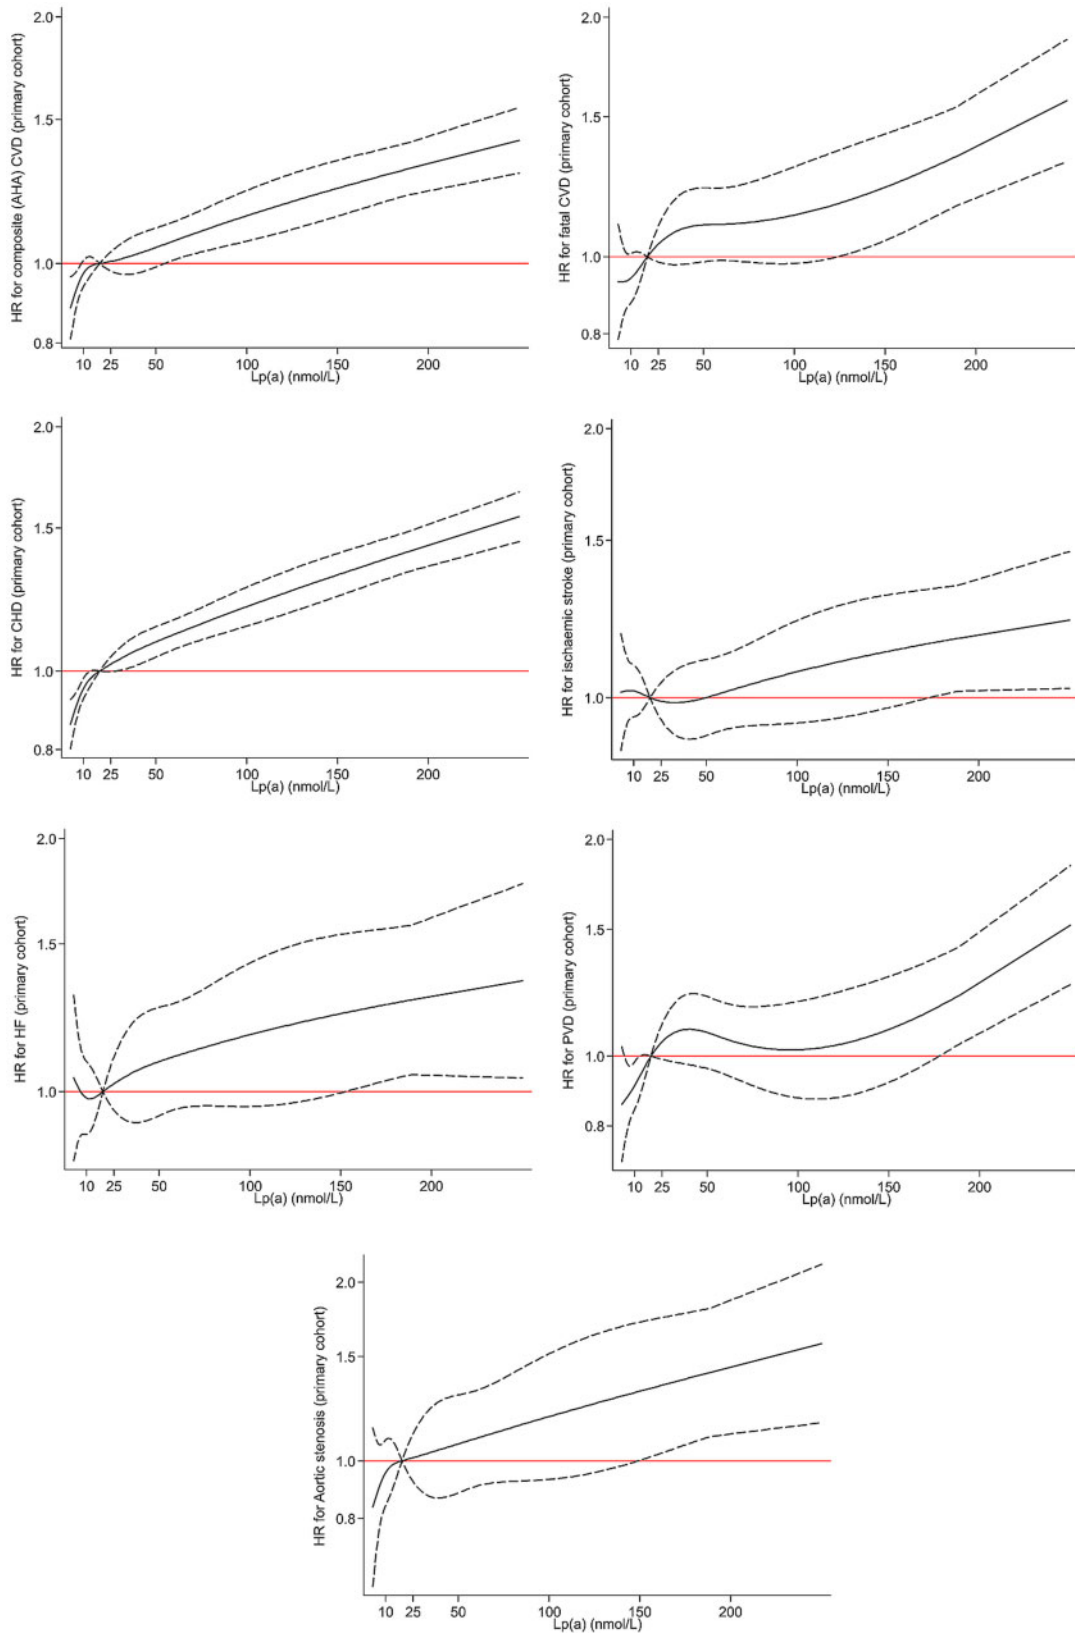 HR for composite (AHA) CVD (primary cohort)
2.0
1.5
1.0
0.8
10 25 50 100 150 200
Lp(a) (nmol/L)
HR for fatal CVD (primary cohort)
2.0
1.5
1.0
0.8
10 25 50 100 150 200
Lp(a) (nmol/L)
HR for CHD (primary cohort)
2.0
1.5
1.0
0.8
10 25 50 100 150 200
Lp(a) (nmol/L)
HR for ischaemic stroke (primary cohort)
2.0
1.5
1.0
10 25 50 100 150 200
Lp(a) (nmol/L)
HR for HF (primary cohort)
2.0
1.5
1.0
10 25 50 100 150 200
Lp(a) (nmol/L)
HR for PVD (primary cohort)
2.0
1.5
1.0
0.8
10 25 50 100 150 200
Lp(a) (nmol/L)
HR for Aortic stenosis (primary cohort)
2.0
1.5
1.0
0.8
10 25 50 100 150 200
Lp(a) (nmol/L)